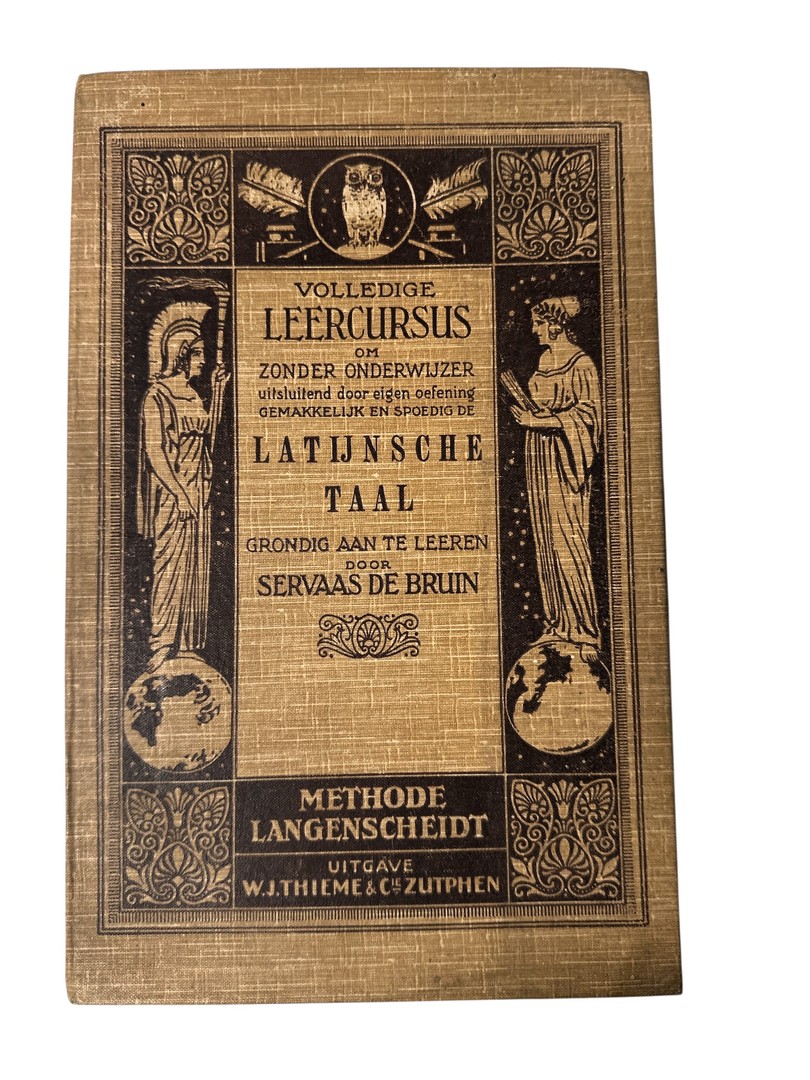 VOLLEDIGE
LEERCURSUS
OM
ZONDER ONDERWIJZER
uitsluitend door eigen oefening
GEMAKKELIJK EN SPOEDIG DE
LATIJNSCHE
TAAL
GRONDIG AAN TE LEEREN
DOOR
SERVAAS DE BRUIN
METHODE
LANGENSCHEIDT
UITGAVE
W.J. THIEME & CIE ZUTPHEN